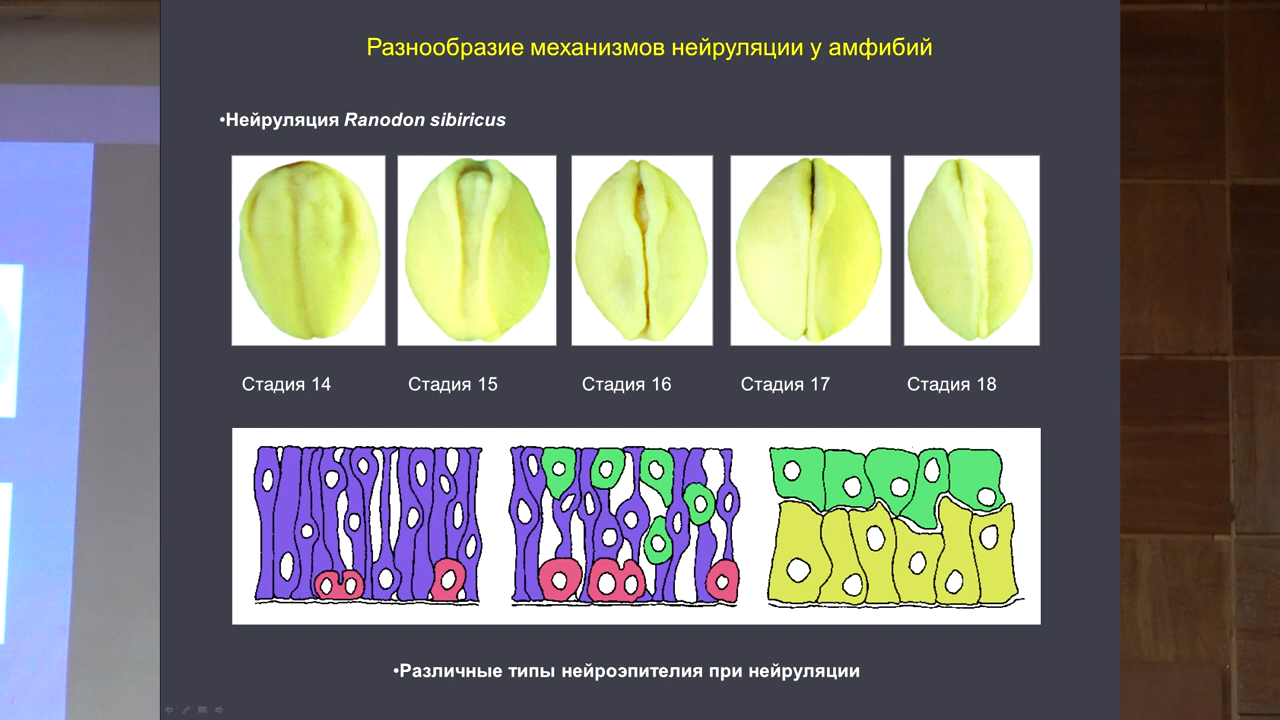 Разнообразие механизмов нейруляции у амфибий
•Нейруляция Ranodon sibiricus
Стадия 14
Стадия 15
Стадия 16
Стадия 17
Стадия 18
•Различные типы нейроэпителия при нейруляции